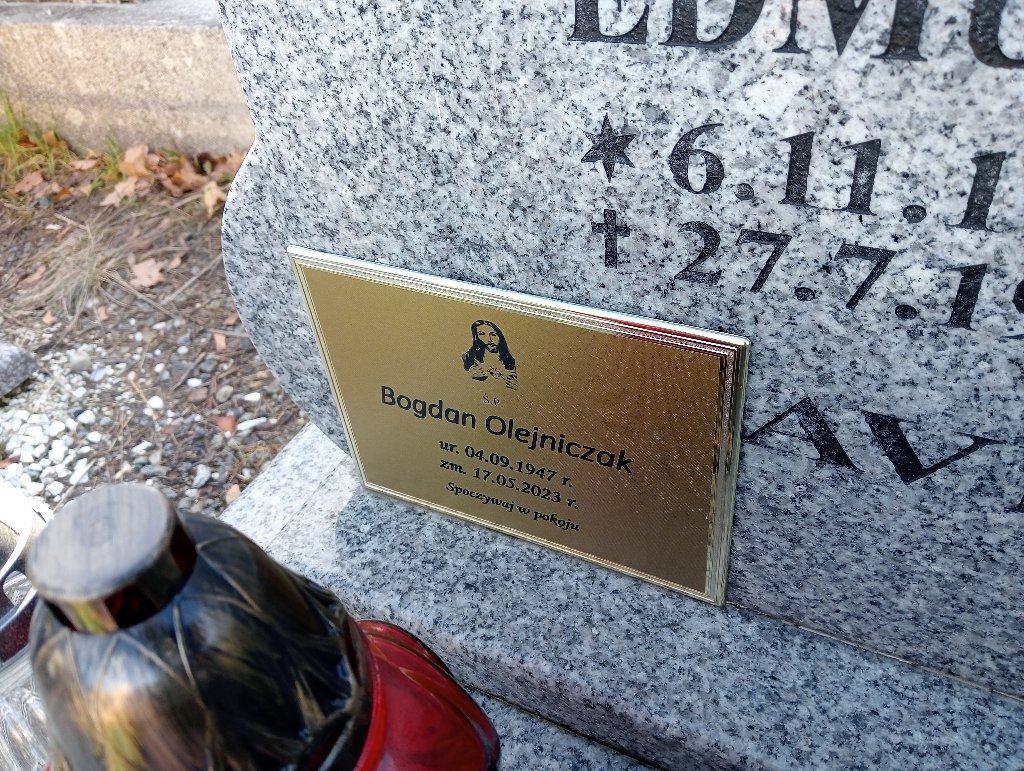 EDMU
* 6.11.1
† 27.7.19
AV
Ś.P.
Bogdan Olejniczak
ur. 04.09.1947 r.
zm. 17.05.2023 r.
Spoczywaj w pokoju